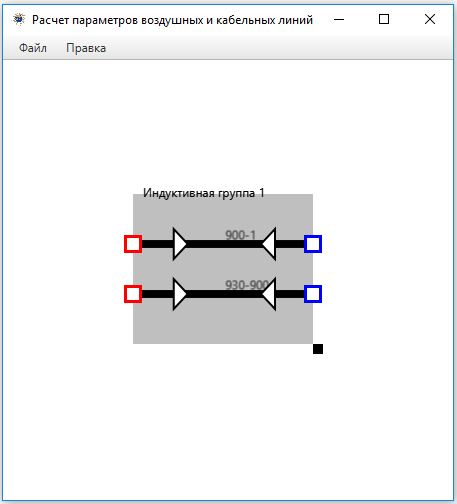 Расчет параметров воздушных и кабельных линий
Файл Правка
Индуктивная группа 1
900-1
930-900